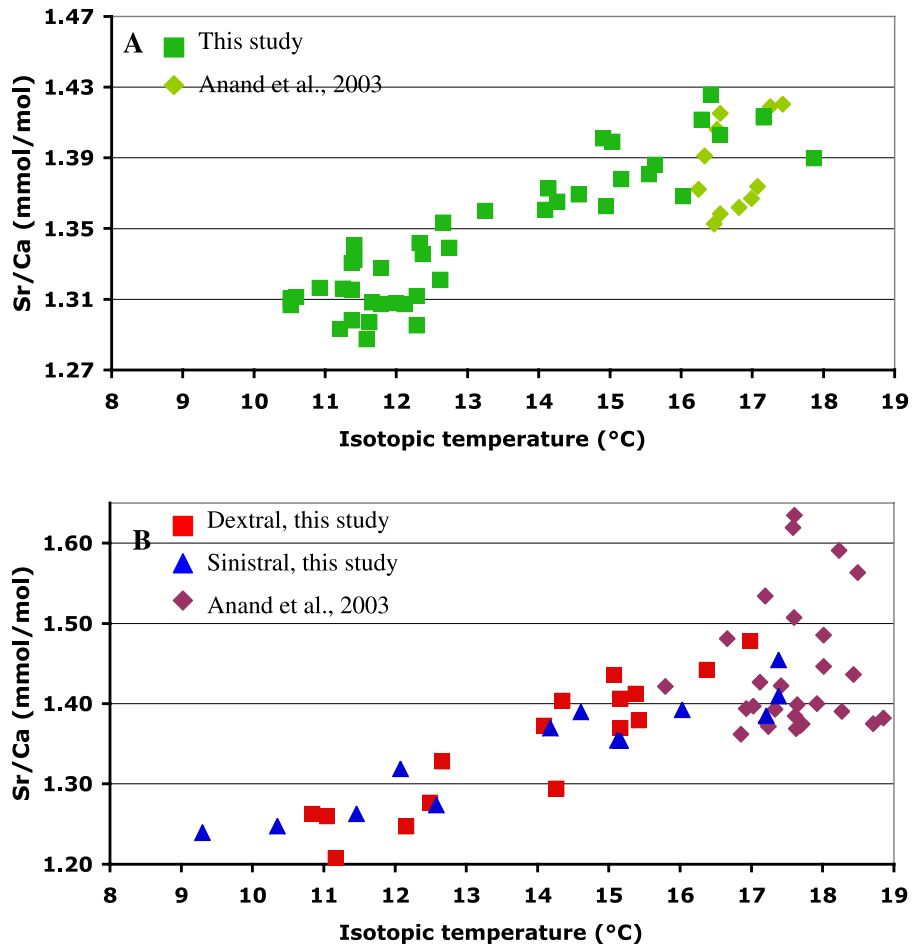 1.47
A
This study
Anand et al., 2003
1.43
1.39
1.35
1.31
1.27
Sr/Ca (mmol/mol)
8 9 10 11 12 13 14 15 16 17 18 19
Isotopic temperature (°C)
B
Dextral, this study
Sinistral, this study
Anand et al., 2003
1.60
1.50
1.40
1.30
1.20
Sr/Ca (mmol/mol)
8 9 10 11 12 13 14 15 16 17 18 19
Isotopic temperature (°C)